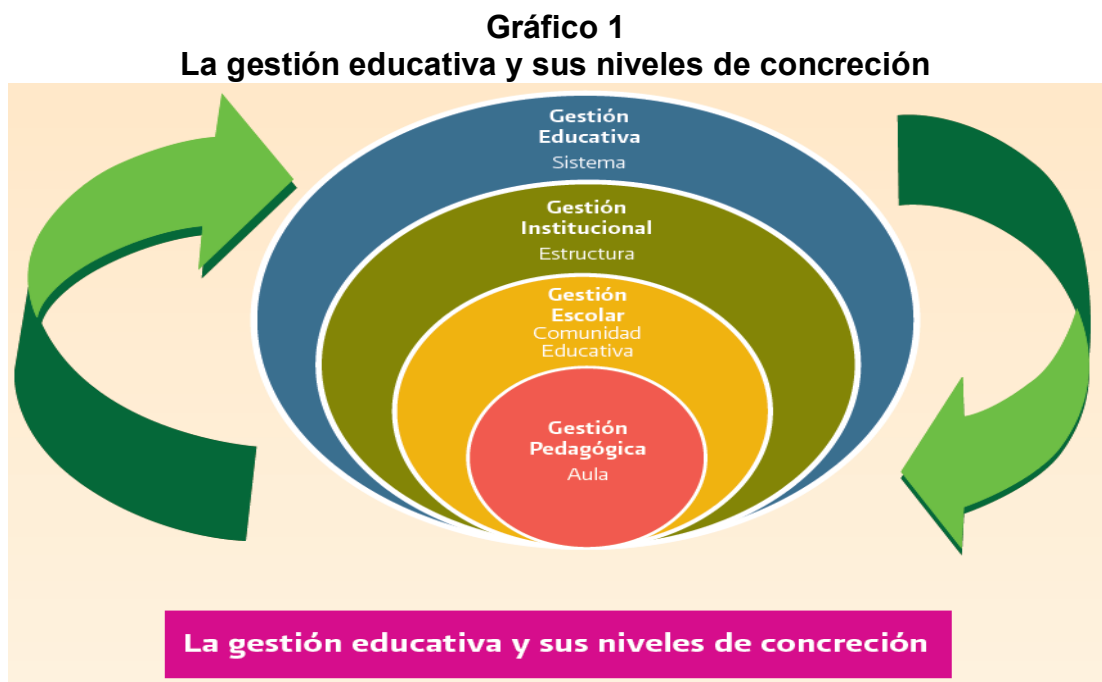 Gráfico 1
La gestión educativa y sus niveles de concreción
Gestión
Educativa
Sistema
Gestión
Institucional
Estructura
Gestión
Escolar
Comunidad
Educativa
Gestión
Pedagógica
Aula
La gestión educativa y sus niveles de concreción